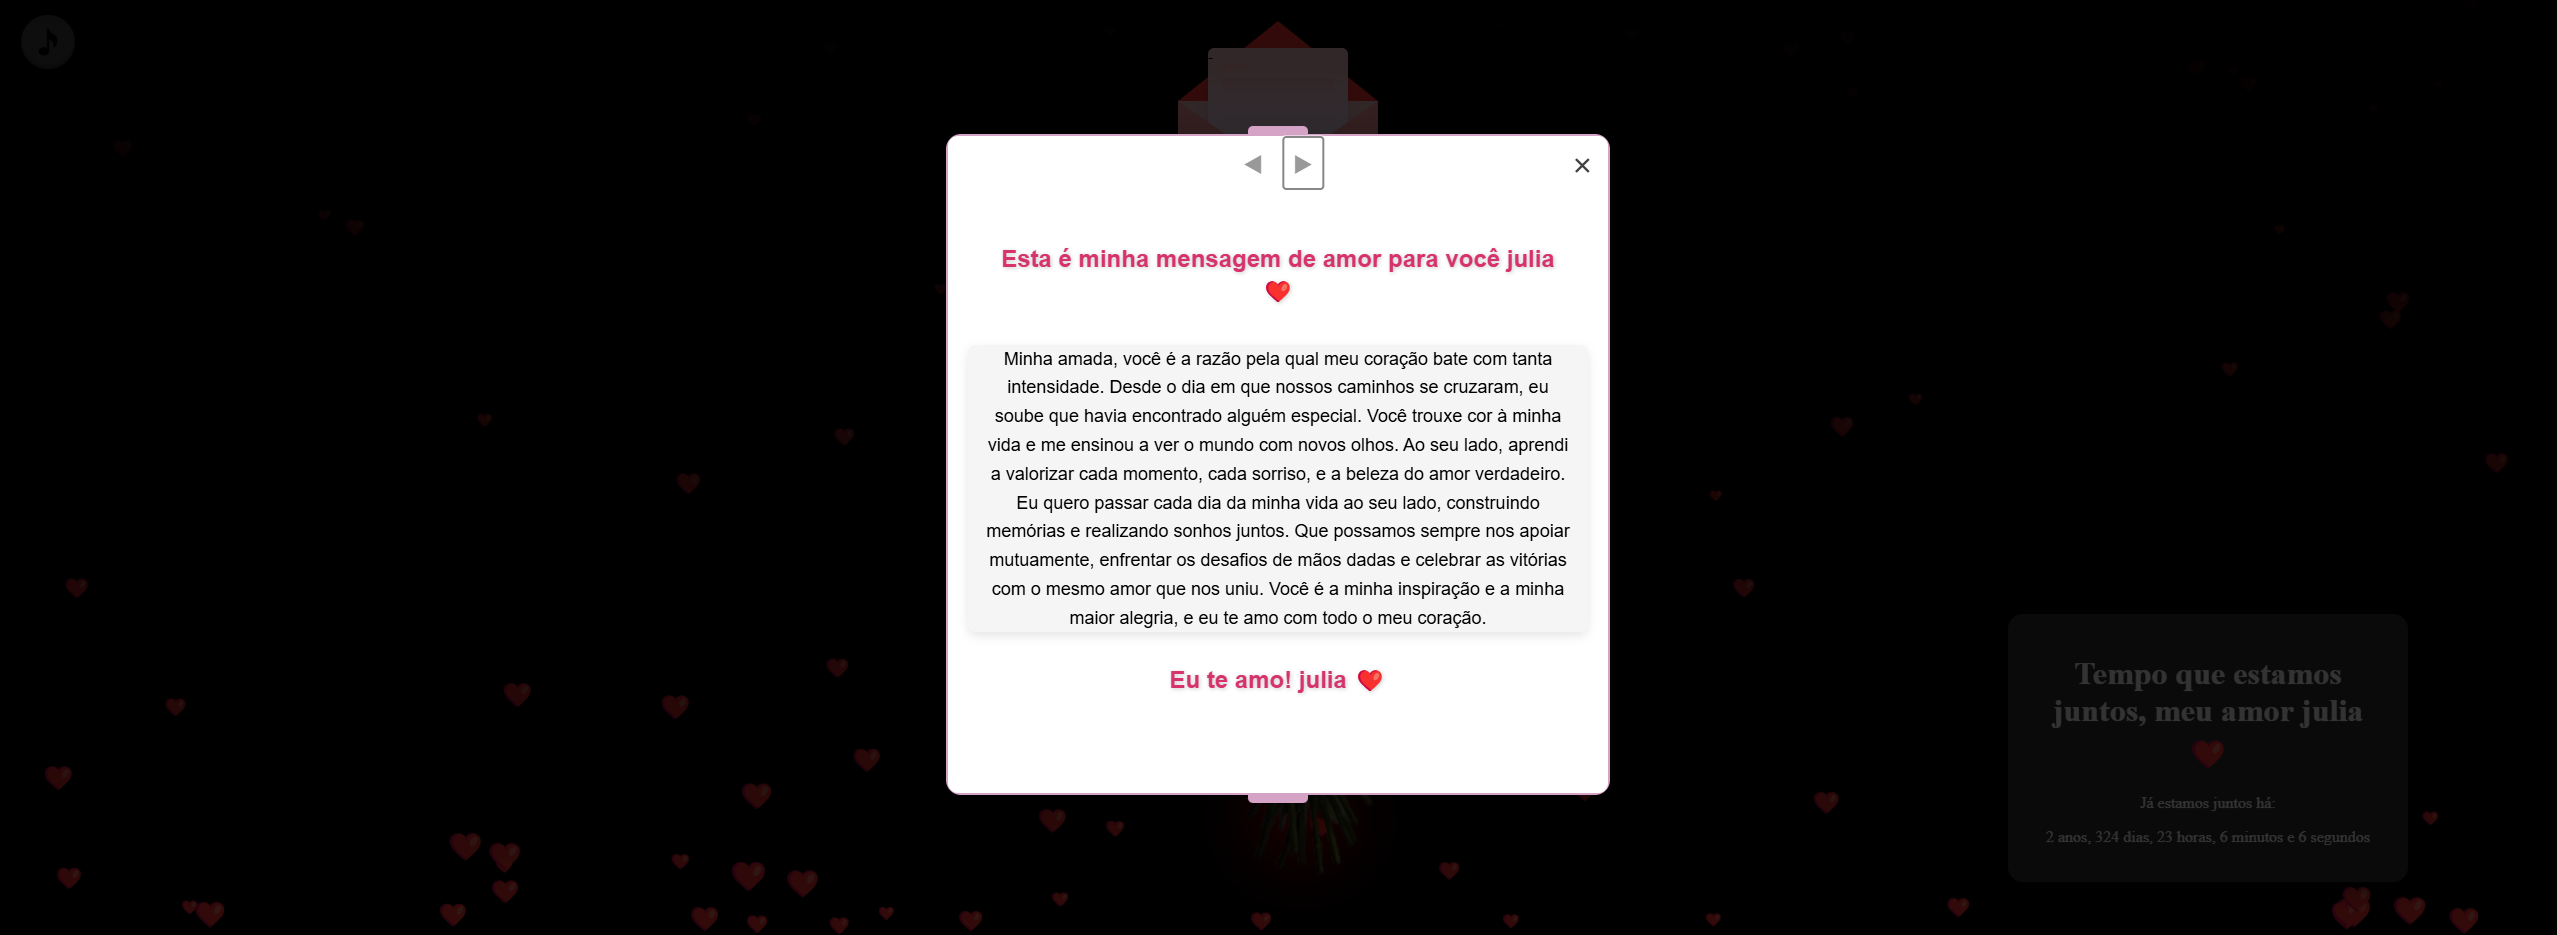 Esta é minha mensagem de amor para você julia
❤️
Minha amada, você é a razão pela qual meu coração bate com tanta
intensidade. Desde o dia em que nossos caminhos se cruzaram, eu
soube que havia encontrado alguém especial. Você trouxe cor à minha
vida e me ensinou a ver o mundo com novos olhos. Ao seu lado, aprendi
a valorizar cada momento, cada sorriso, e a beleza do amor verdadeiro.
Eu quero passar cada dia da minha vida ao seu lado, construindo
memórias e realizando sonhos juntos. Que possamos sempre nos apoiar
mutuamente, enfrentar os desafios de mãos dadas e celebrar as vitórias
com o mesmo amor que nos uniu. Você é a minha inspiração e a minha
maior alegria, e eu te amo com todo o meu coração.
Eu te amo! julia ❤️
Tempo que estamos
juntos, meu amor julia
❤️
Já estamos juntos há:
2 anos, 324 dias, 23 horas, 6 minutos e 6 segundos